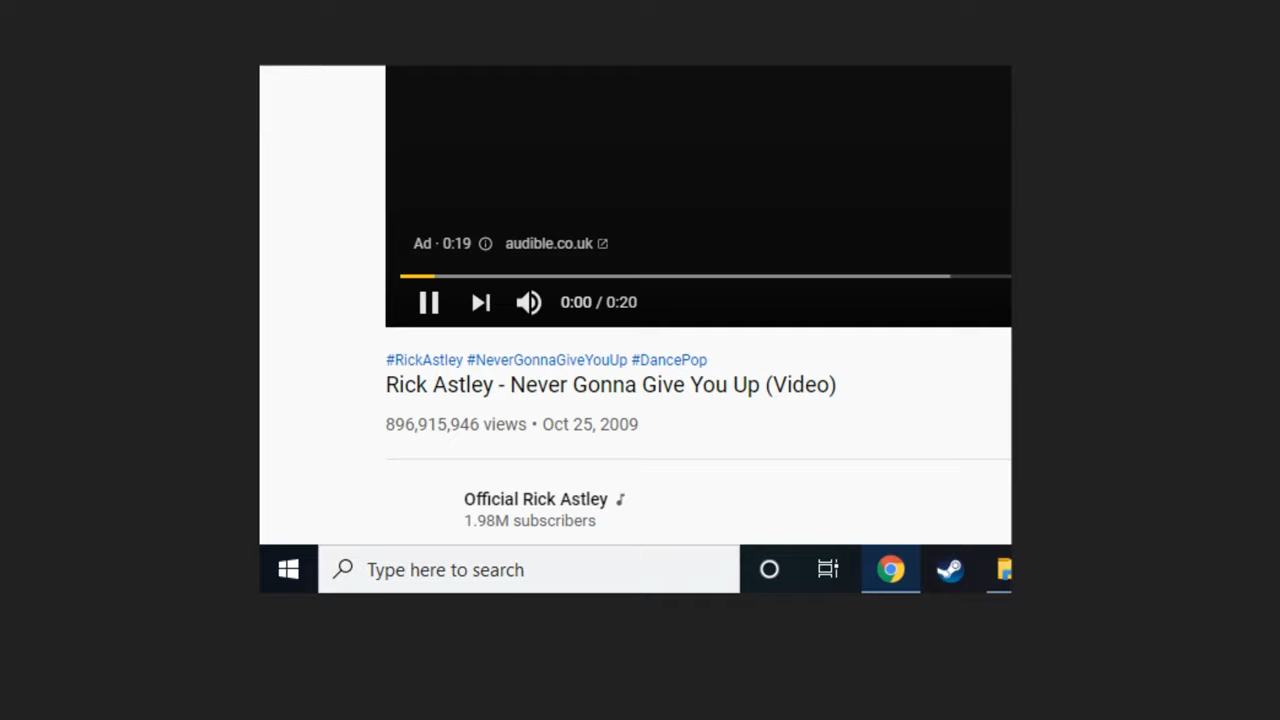 Ad · 0:19 audible.co.uk
0:00 / 0:20
#RickAstley #NeverGonnaGiveYouUp #DancePop
Rick Astley - Never Gonna Give You Up (Video)
896,915,946 views • Oct 25, 2009
Official Rick Astley
1.98M subscribers
Type here to search